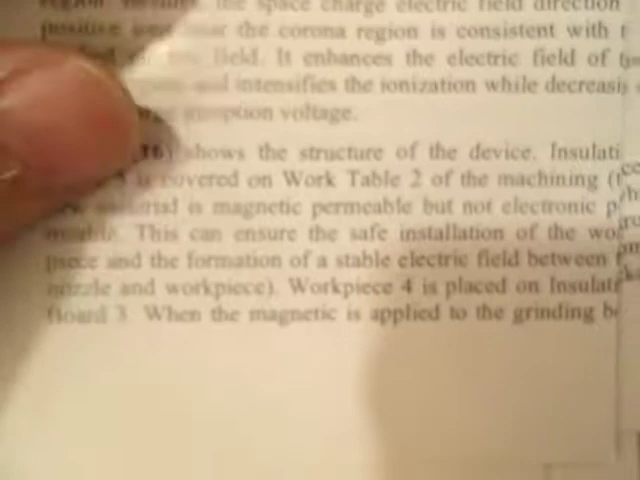 the space charge electric field direction
the corona region is consistent with
field. It enhances the electric field of
and intensifies the ionization while decreasi
voltage.
16) shows the structure of the device. Insulati
is covered on Work Table 2 of the machining (
is magnetic permeable but not electronic p
This can ensure the safe installation of the wo
piece and the formation of a stable electric field between
nozzle and workpiece). Workpiece 4 is placed on Insulati
Board 3. When the magnetic is applied to the grinding b